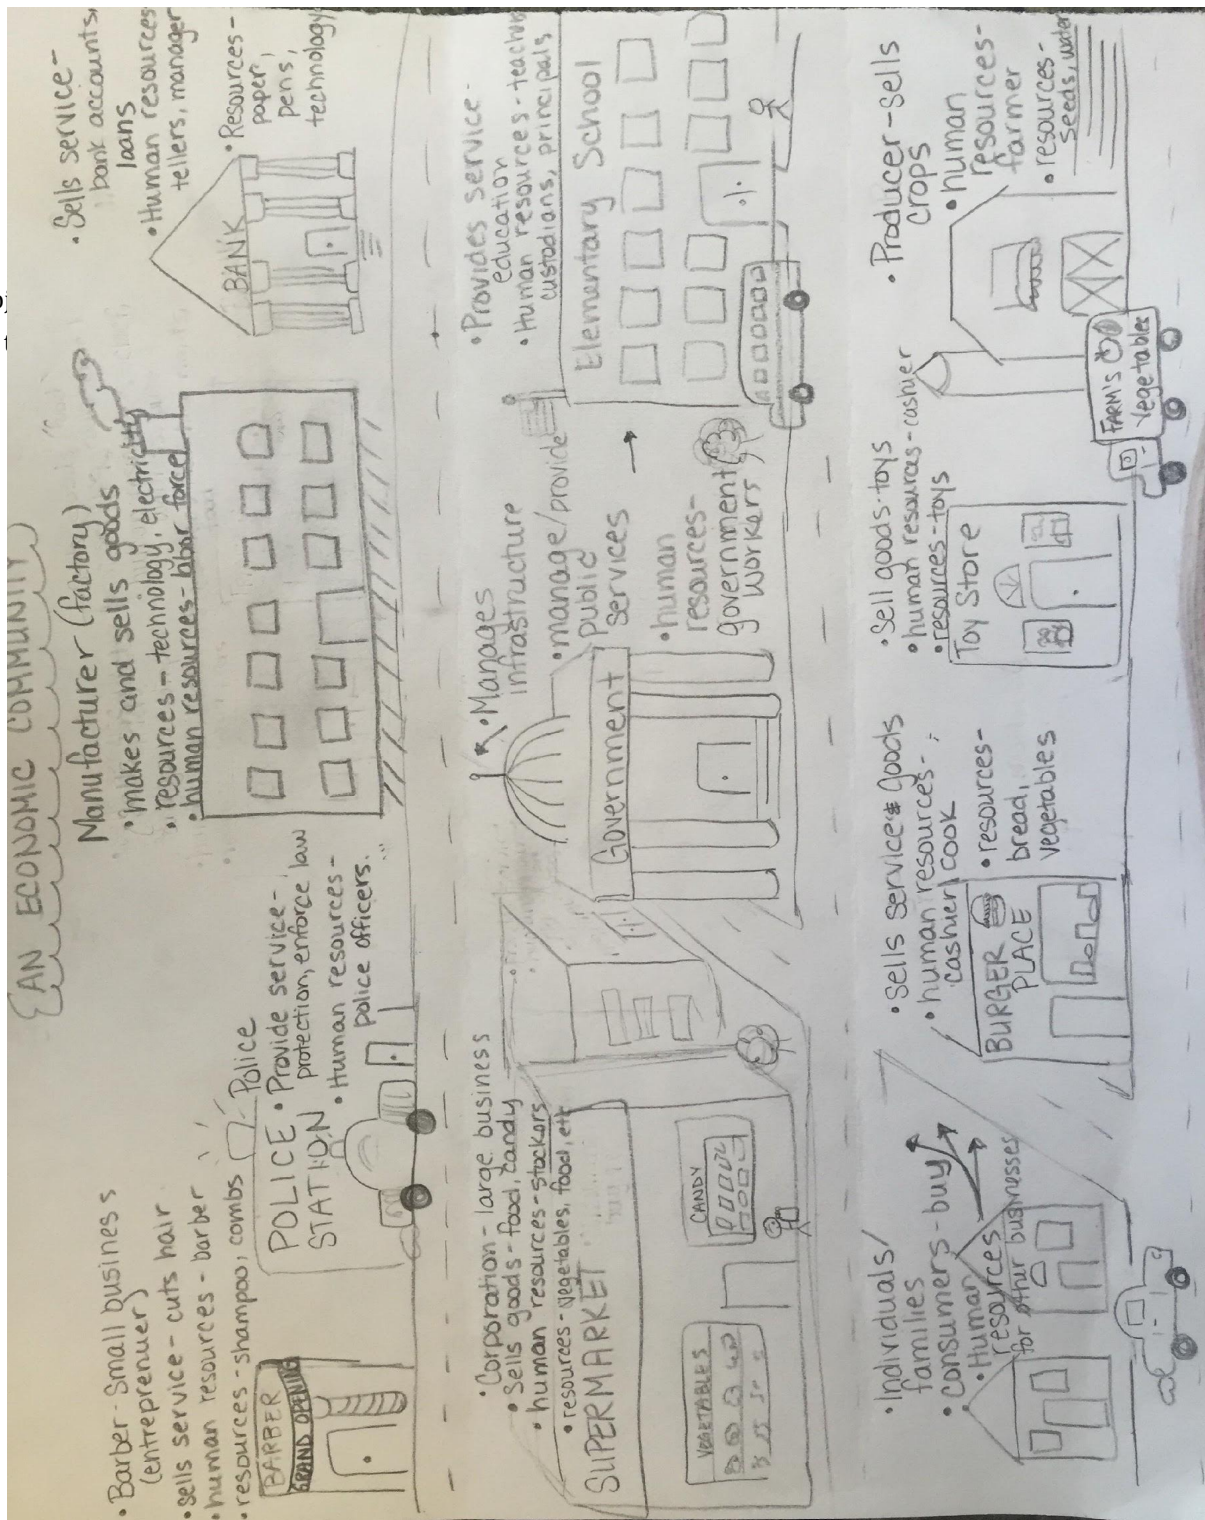 AN ECONOMIC COMMUNITY
• Barber - Small business
(entreprenuer)
• sells service - cuts hair
• human resources - barber
• resources - shampoo, combs
BARBER
GRAND OPENING
Police
POLICE
STATION
• Provide service -
protection, enforce law
• Human resources -
police officers.
Manufacturer (factory)
• makes and sells goods
• resources - technology, electricity
• human resources - labor force
• Sells service -
bank accounts,
loans
• Human resources
tellers, manager
• Resources -
paper,
pens,
technology
BANK
• Corporation - large business
• Sells goods - food, candy
• human resources - stockers
• resources - vegetables, food, etc
SUPERMARKET
VEGETABLES
CANDY
• Manages
infrastructure
• manage/provide
public
services
• human
resources -
government
workers
Government
• Provides service -
education
• Human resources - teachers
custodians, principals
Elementary School
• Individuals/
families
• consumers - buy
• Human
resources
for other businesses
• Sells service & Goods
• human resources -
cashier, cook
• resources -
bread,
vegetables
BURGER
PLACE
• Sell goods - toys
• human resources - cashier
• resources - toys
Toy Store
• Producer - sells
crops
• human
resources -
farmer
• resources -
seeds, water
FARM'S
Vegetables